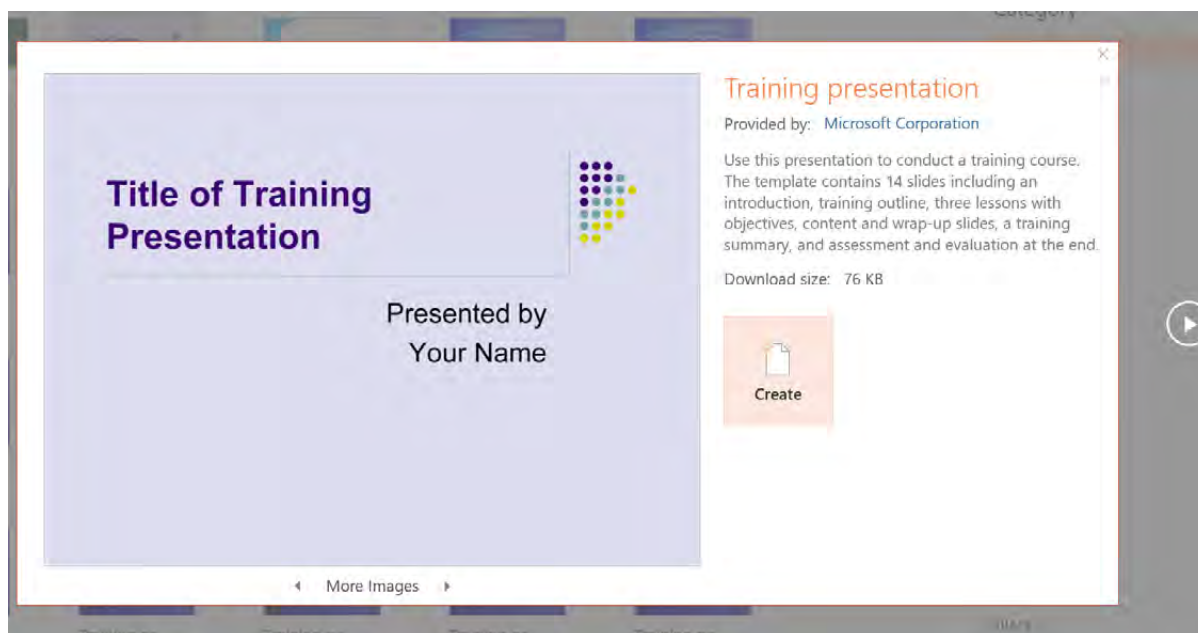 Category
Title of Training
Presentation
Presented by
Your Name
More Images
Training presentation
Provided by: Microsoft Corporation
Use this presentation to conduct a training course.
The template contains 14 slides including an
introduction, training outline, three lessons with
objectives, content and wrap-up slides, a training
summary, and assessment and evaluation at the end.
Download size: 76 KB
Create